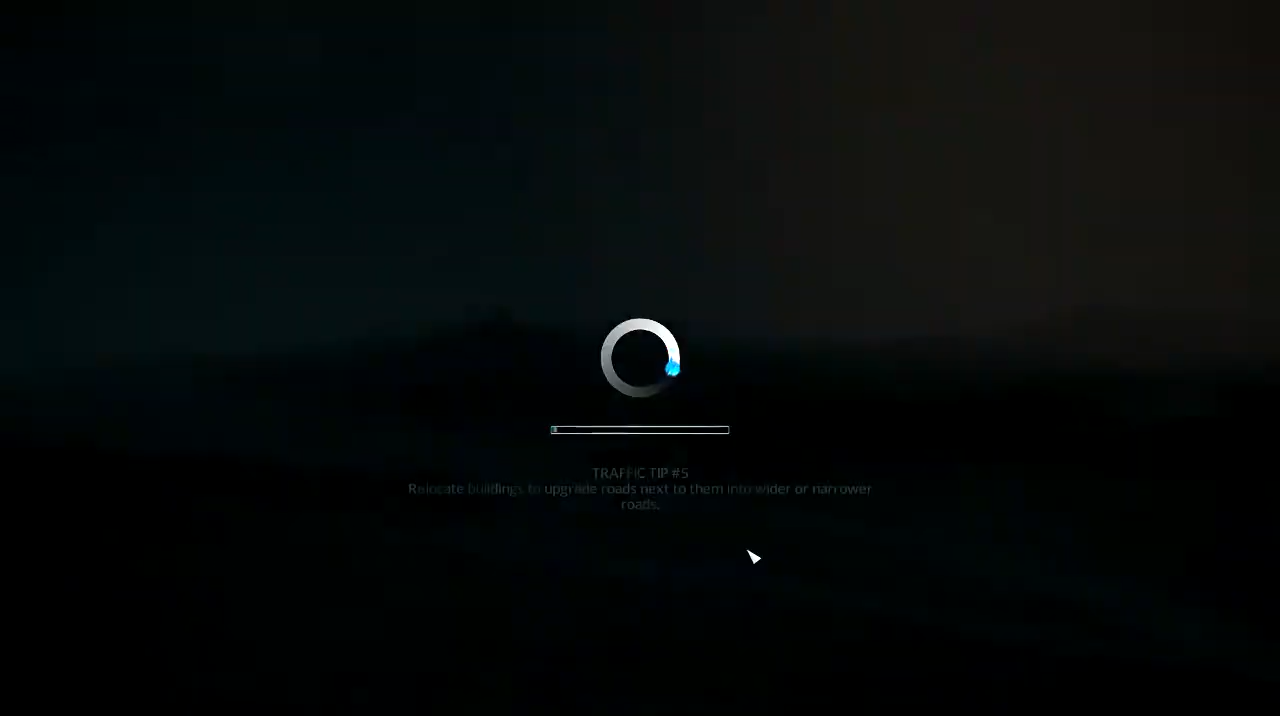 TRAFFIC TIP #5
Relocate buildings to upgrade roads next to them into wider or narrower
roads.